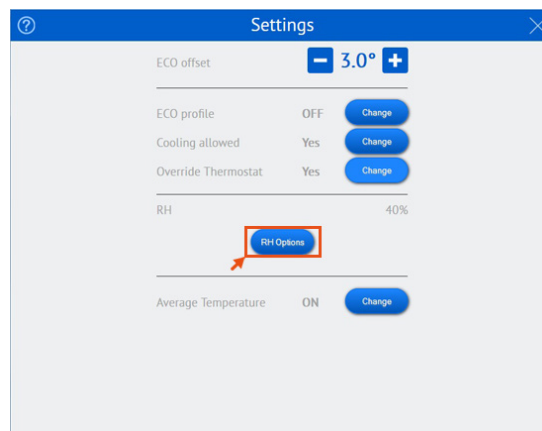 ? Settings X
ECO offset − 3.0° +
ECO profile OFF Change
Cooling allowed Yes Change
Override Thermostat Yes Change
RH 40%
RH Options
Average Temperature ON Change